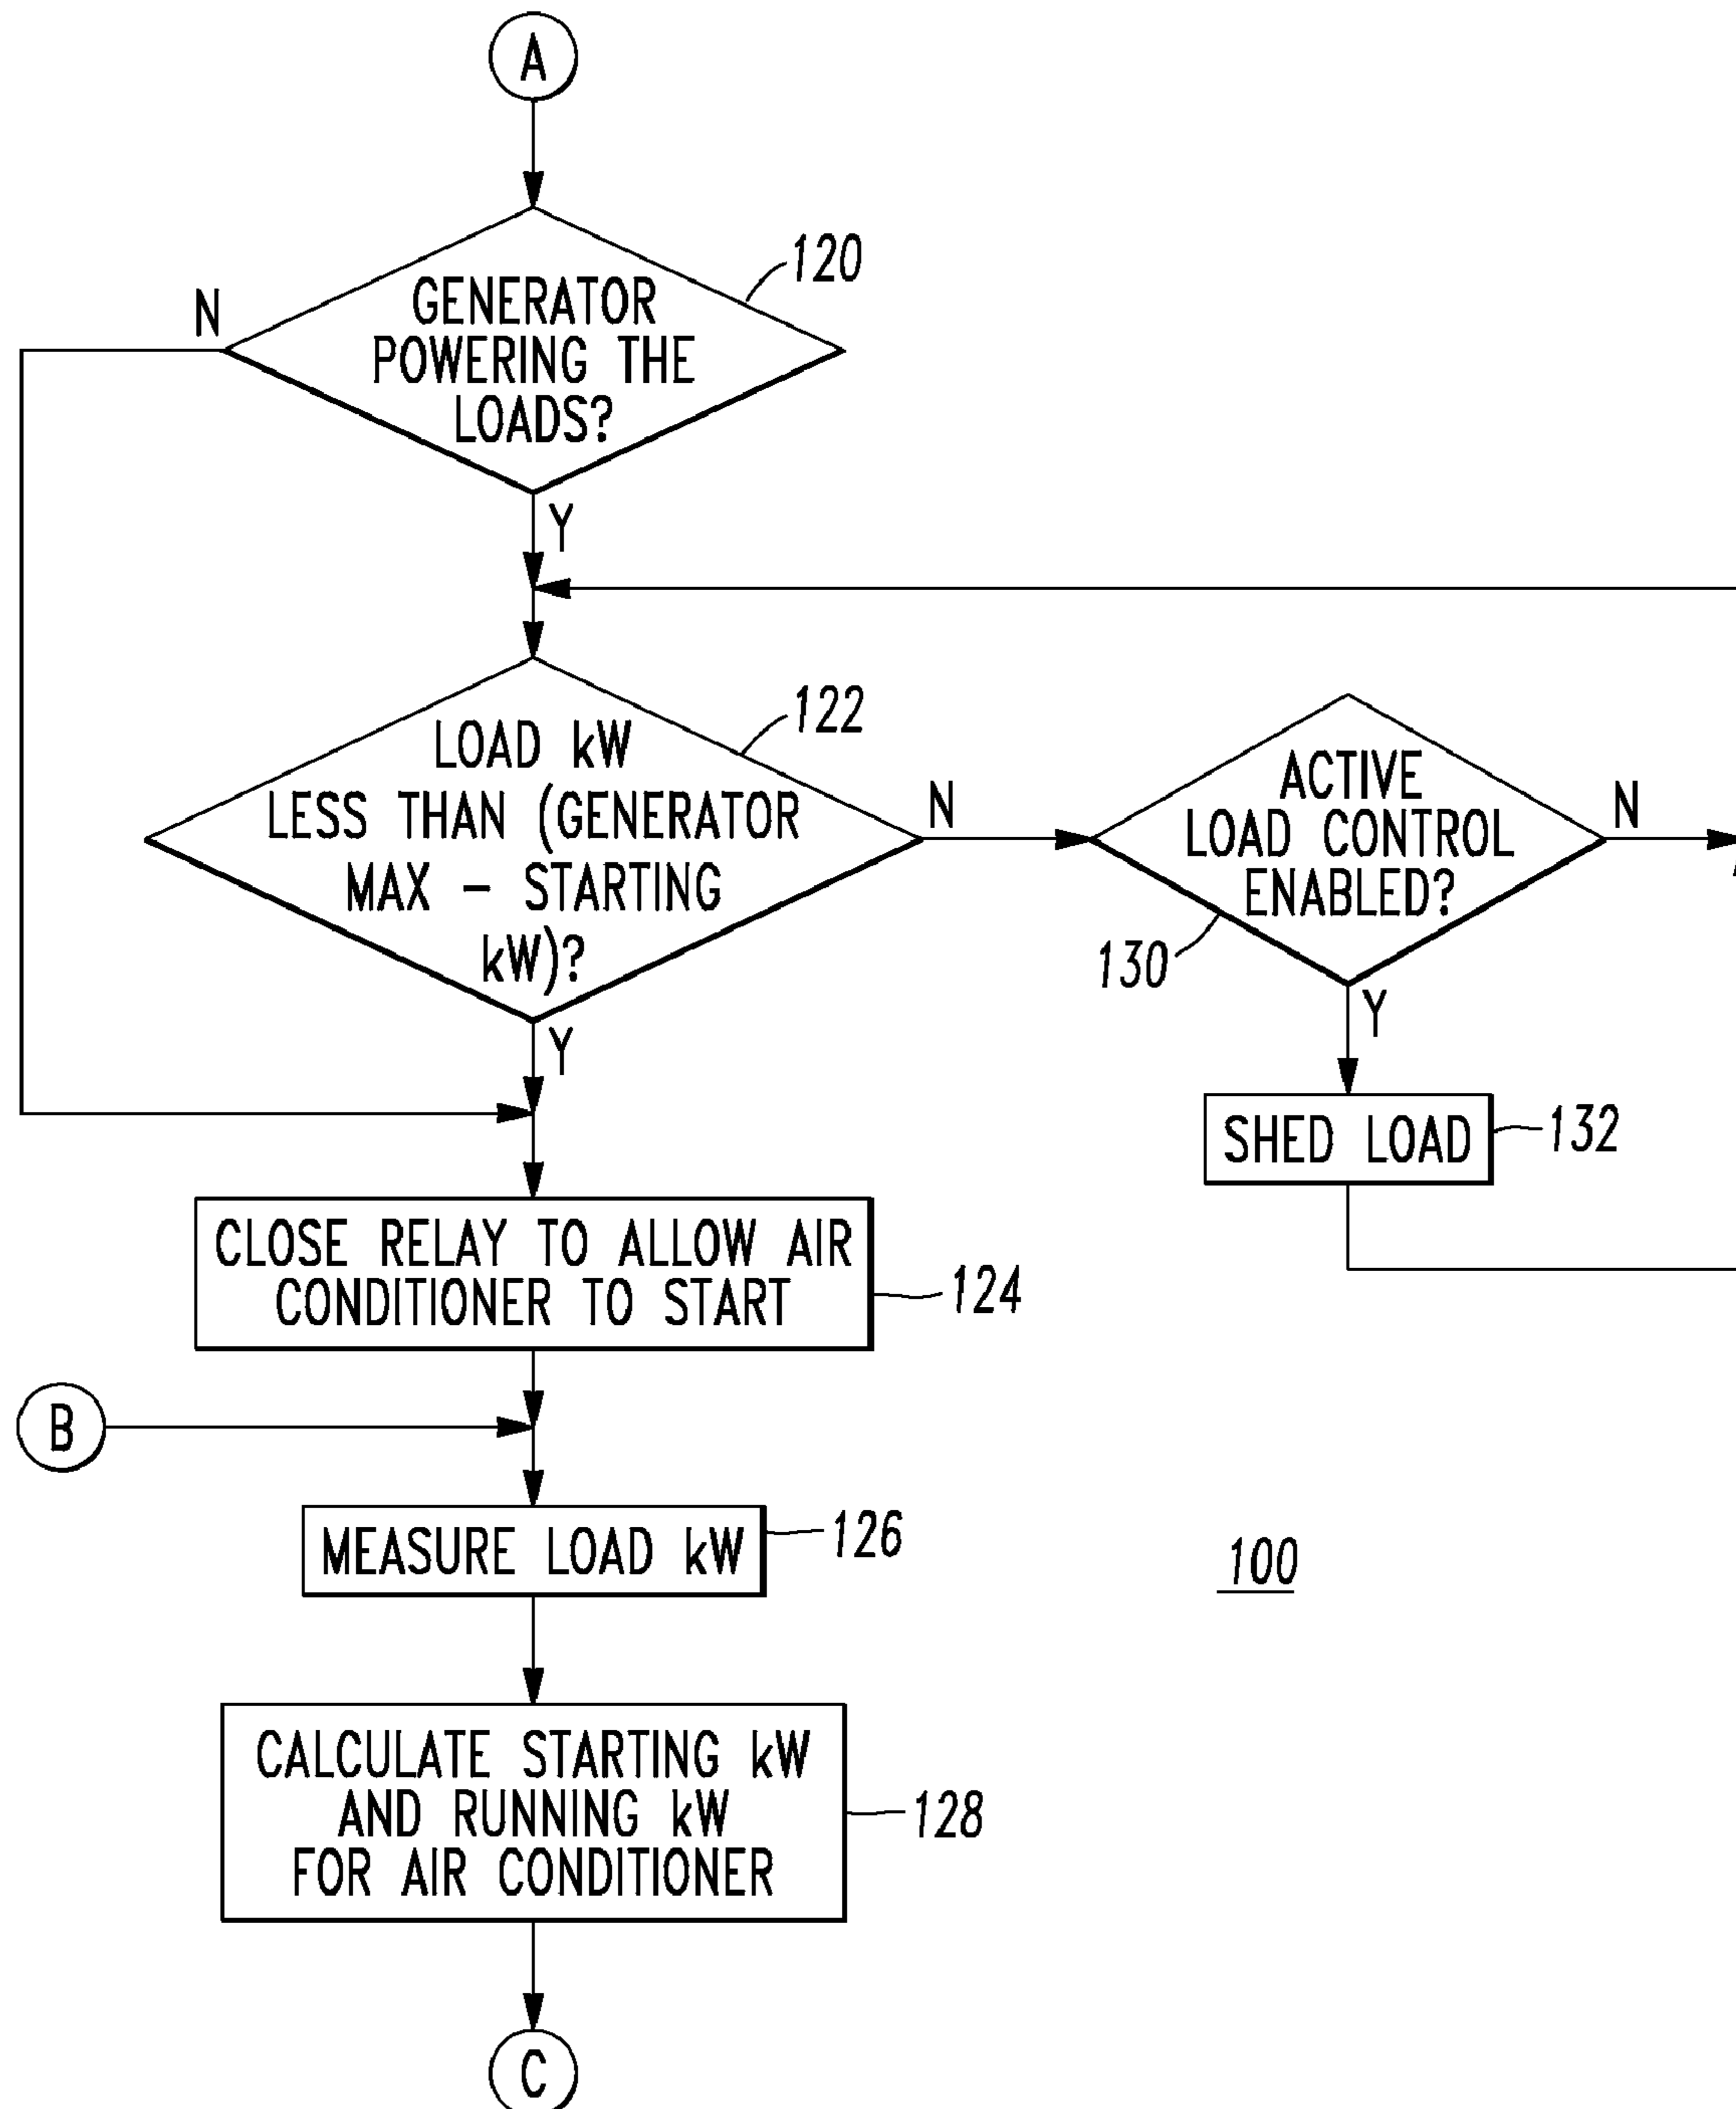 A
120
GENERATOR
POWERING THE
LOADS?
N
Y
122
LOAD kW
LESS THAN (GENERATOR
MAX - STARTING
kW)?
N
Y
ACTIVE
LOAD CONTROL
ENABLED?
N
130
Y
SHED LOAD
132
CLOSE RELAY TO ALLOW AIR
CONDITIONER TO START
124
B
MEASURE LOAD kW
126
100
CALCULATE STARTING kW
AND RUNNING kW
FOR AIR CONDITIONER
128
C